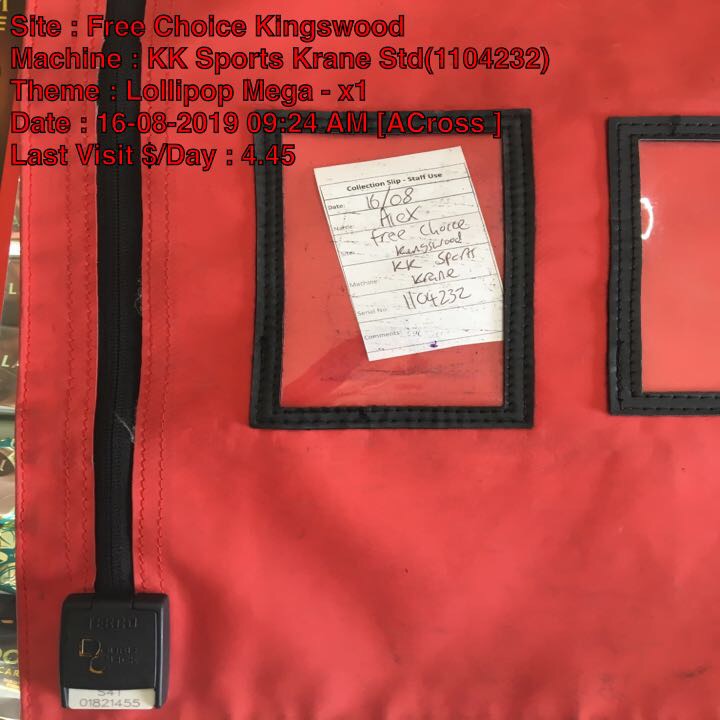 Site : Free Choice Kingswood
Machine : KK Sports Krane Std(1104232)
Theme : Lollipop Mega - x1
Date : 16-08-2019 09:24 AM [ACross ]
Last Visit $/Day : 4.45
Collection Slip - Staff Use
Date: 16/08
Name: Alex
Site: Free Choice
Kingswood
Machine: KK Sports
Krane
Serial No: 1104232
Comments:
S41
01821455